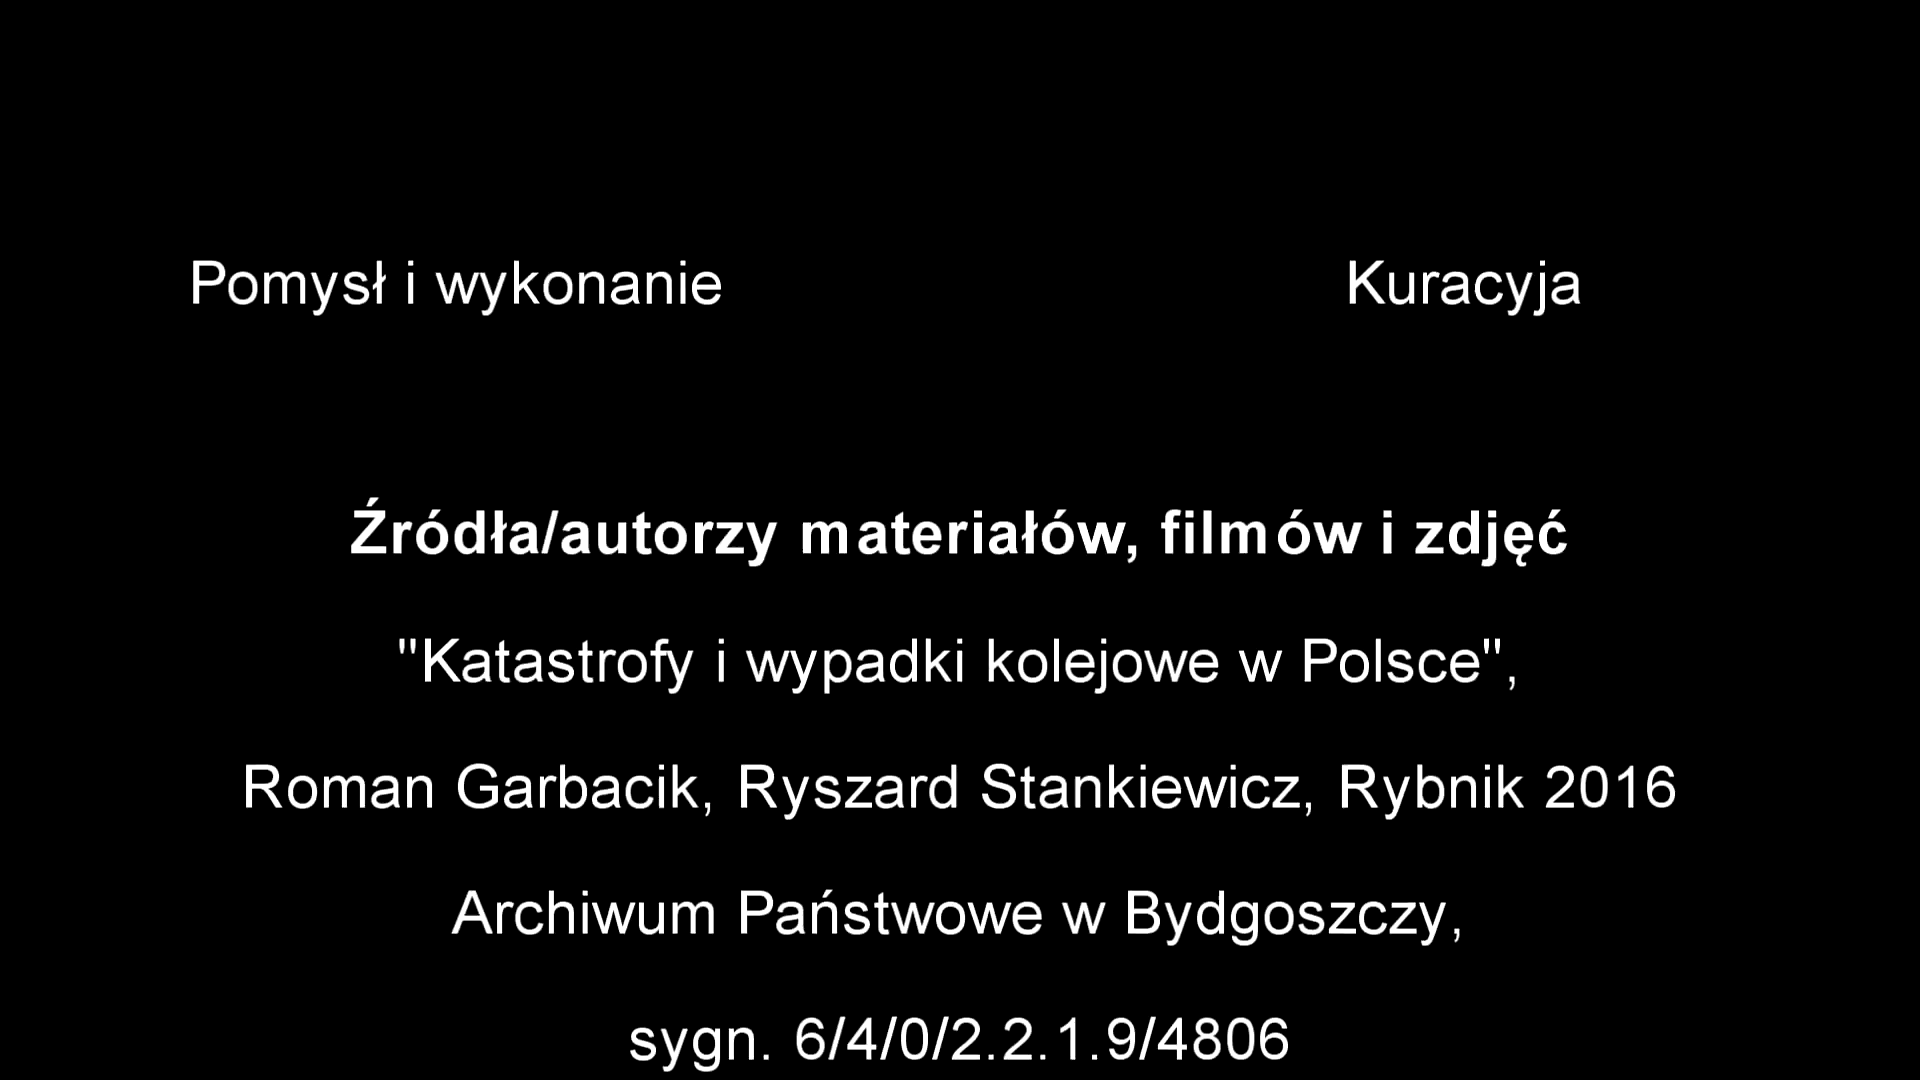 Pomysł i wykonanie Kuracyja
Źródła/autorzy materiałów, filmów i zdjęć
"Katastrofy i wypadki kolejowe w Polsce",
Roman Garbacik, Ryszard Stankiewicz, Rybnik 2016
Archiwum Państwowe w Bydgoszczy,
sygn. 6/4/0/2.2.1.9/4806